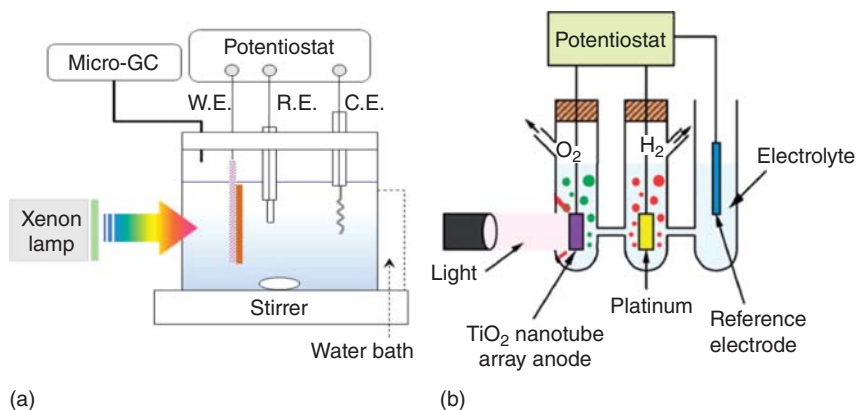 Micro-GC
Potentiostat
W.E.
R.E.
C.E.
Xenon
lamp
Stirrer
Water bath
(a)
Potentiostat
O₂
H₂
Electrolyte
Light
Platinum
TiO₂ nanotube
array anode
Reference
electrode
(b)